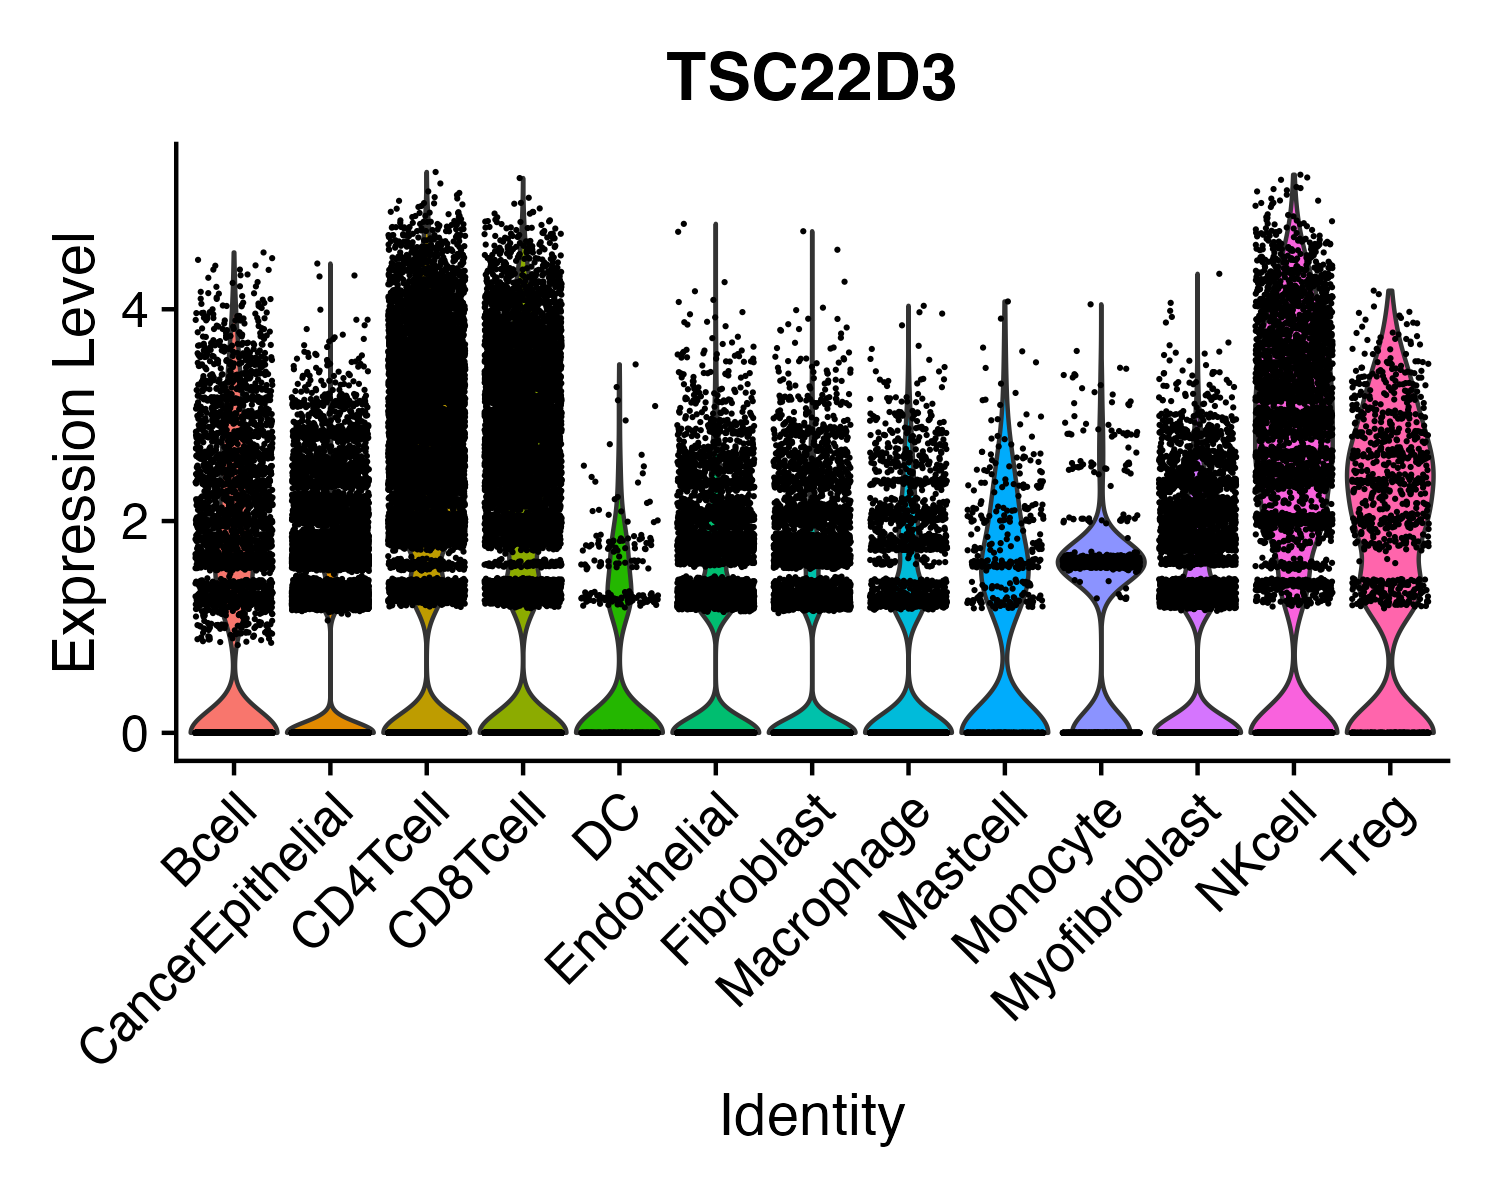 TSC22D3
Expression Level
4
2
0
Bcell
CancerEpithelial
CD4Tcell
CD8Tcell
DC
Endothelial
Fibroblast
Macrophage
Mastcell
Monocyte
Myofibroblast
NKcell
Treg
Identity